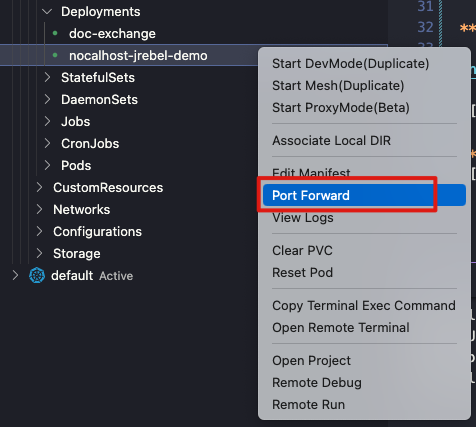 Deployments
doc-exchange
nocalhost-jrebel-demo
StatefulSets
DaemonSets
Jobs
CronJobs
Pods
CustomResources
Networks
Configurations
Storage
default Active
Start DevMode(Duplicate)
Start Mesh(Duplicate)
Start ProxyMode(Beta)
Associate Local DIR
Edit Manifest
Port Forward
View Logs
Clear PVC
Reset Pod
Copy Terminal Exec Command
Open Remote Terminal
Open Project
Remote Debug
Remote Run
31
32
**